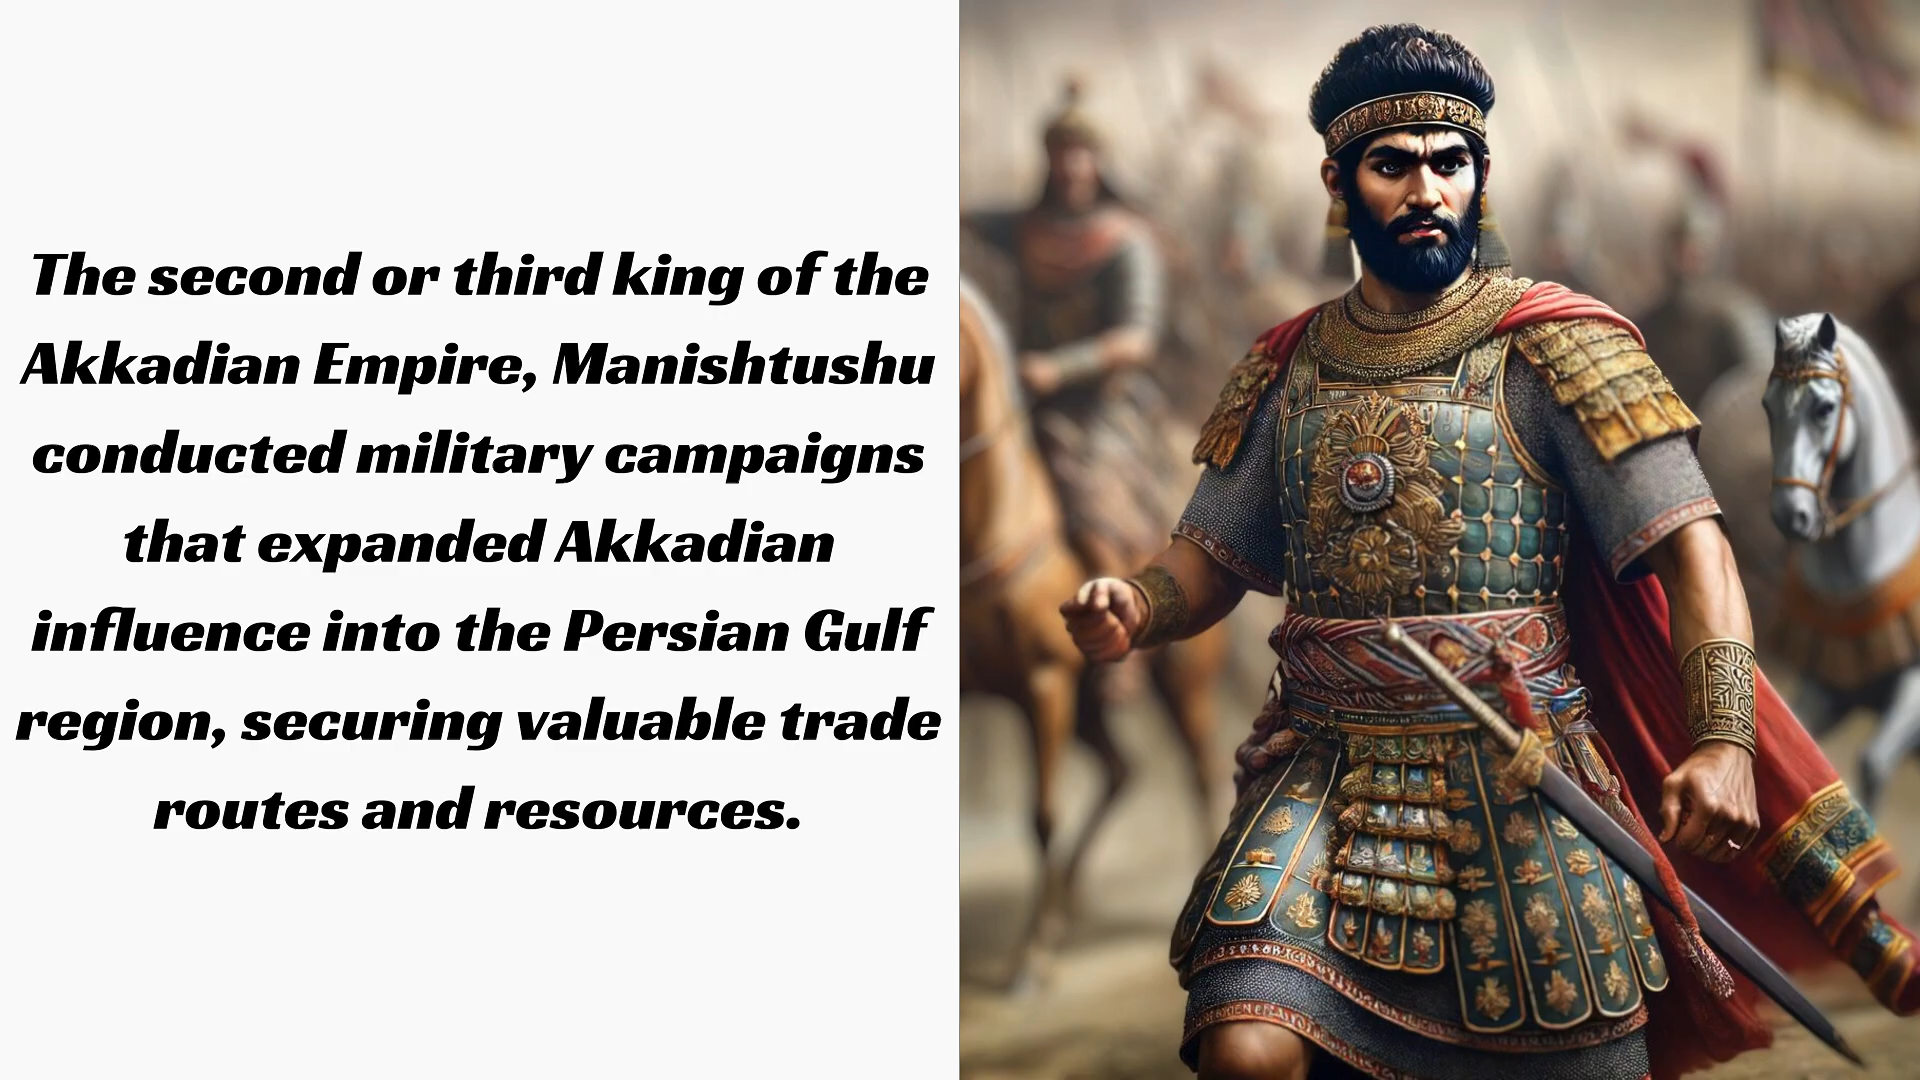 The second or third king of the
Akkadian Empire, Manishtushu
conducted military campaigns
that expanded Akkadian
influence into the Persian Gulf
region, securing valuable trade
routes and resources.